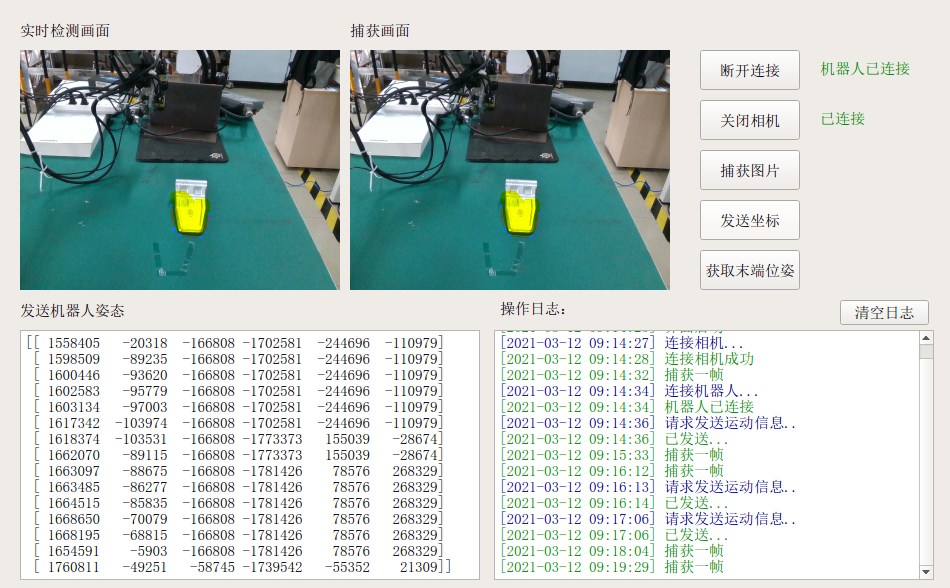 实时检测画面
捕获画面
断开连接
机器人已连接
关闭相机
已连接
捕获图片
发送坐标
获取末端位姿
发送机器人姿态
[[ 1558405 -20318 -166808 -1702581 -244696 -110979]
[ 1598509 -89235 -166808 -1702581 -244696 -110979]
[ 1600446 -93620 -166808 -1702581 -244696 -110979]
[ 1602583 -95779 -166808 -1702581 -244696 -110979]
[ 1603134 -97003 -166808 -1702581 -244696 -110979]
[ 1617342 -103974 -166808 -1702581 -244696 -110979]
[ 1618374 -103531 -166808 -1773373 155039 -28674]
[ 1662070 -89115 -166808 -1773373 155039 -28674]
[ 1663097 -88675 -166808 -1781426 78576 268329]
[ 1663485 -86277 -166808 -1781426 78576 268329]
[ 1664515 -85835 -166808 -1781426 78576 268329]
[ 1668650 -70079 -166808 -1781426 78576 268329]
[ 1668195 -68815 -166808 -1781426 78576 268329]
[ 1654591 -5903 -166808 -1781426 78576 268329]
[ 1760811 -49251 -58745 -1739542 -55352 21309]]
操作日志：
清空日志
[2021-03-12 09:14:27] 连接相机...
[2021-03-12 09:14:28] 连接相机成功
[2021-03-12 09:14:32] 捕获一帧
[2021-03-12 09:14:34] 连接机器人...
[2021-03-12 09:14:34] 机器人已连接
[2021-03-12 09:14:36] 请求发送运动信息..
[2021-03-12 09:14:36] 已发送...
[2021-03-12 09:15:33] 捕获一帧
[2021-03-12 09:16:12] 捕获一帧
[2021-03-12 09:16:13] 请求发送运动信息..
[2021-03-12 09:16:14] 已发送...
[2021-03-12 09:17:06] 请求发送运动信息..
[2021-03-12 09:17:06] 已发送...
[2021-03-12 09:18:04] 捕获一帧
[2021-03-12 09:19:29] 捕获一帧